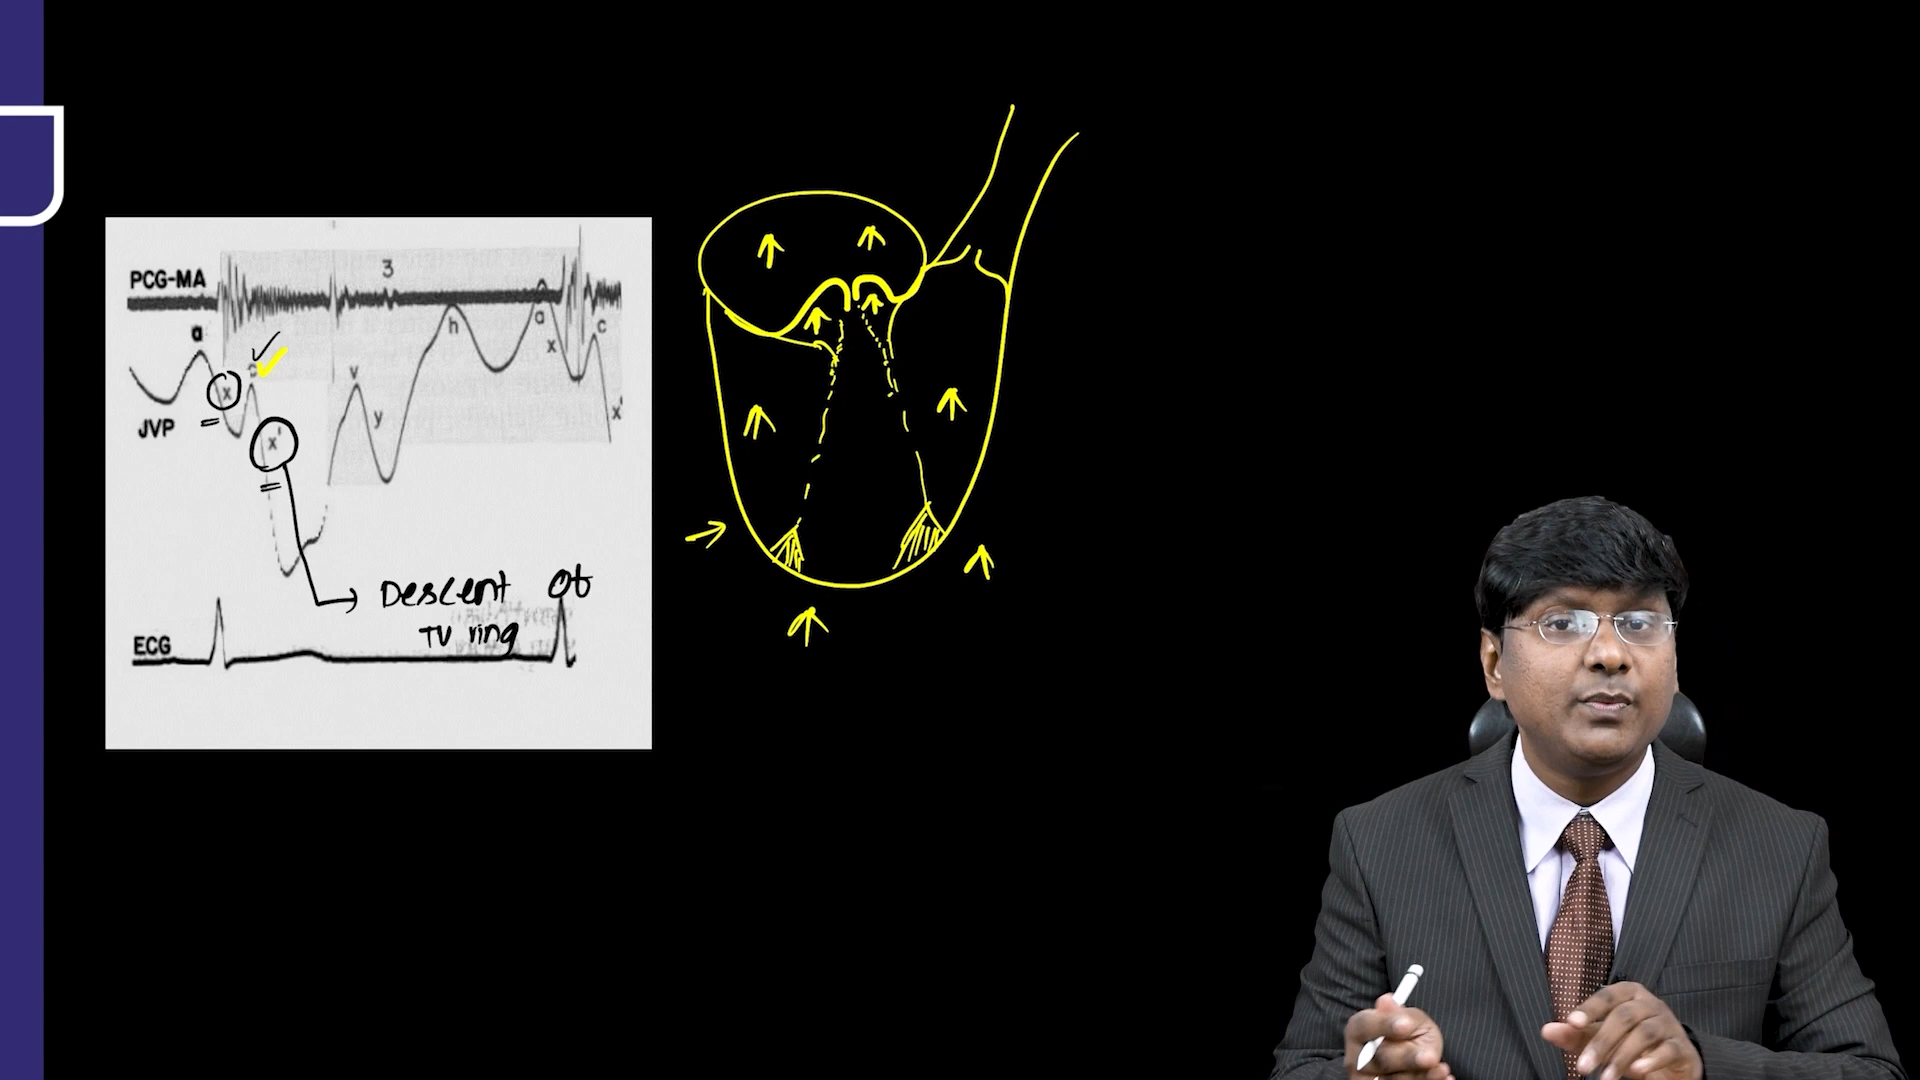 PCG-MA
3
a
h
a
c
x
x
v
x'
y
JVP
x'
Descent Of
TV ring
ECG